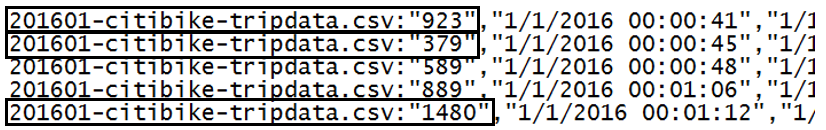 201601-citibike-tripdata.csv:"923","1/1/2016 00:00:41","1/1
201601-citibike-tripdata.csv:"379","1/1/2016 00:00:45","1/1
201601-citibike-tripdata.csv:"589","1/1/2016 00:00:48","1/1
201601-citibike-tripdata.csv:"889","1/1/2016 00:01:06","1/1
201601-citibike-tripdata.csv:"1480","1/1/2016 00:01:12","1/